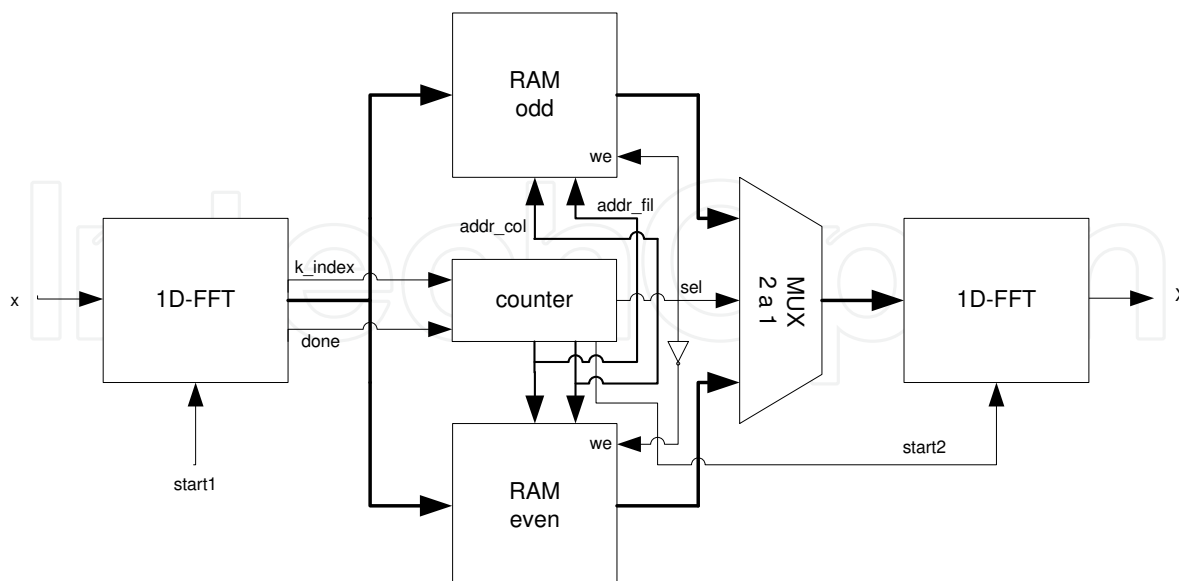 RAM
odd
we
addr_fil
addr_col
x
1D-FFT
k_index
done
counter
sel
MUX
2 a 1
1D-FFT
X
we
start1
RAM
even
start2
IntechOpen